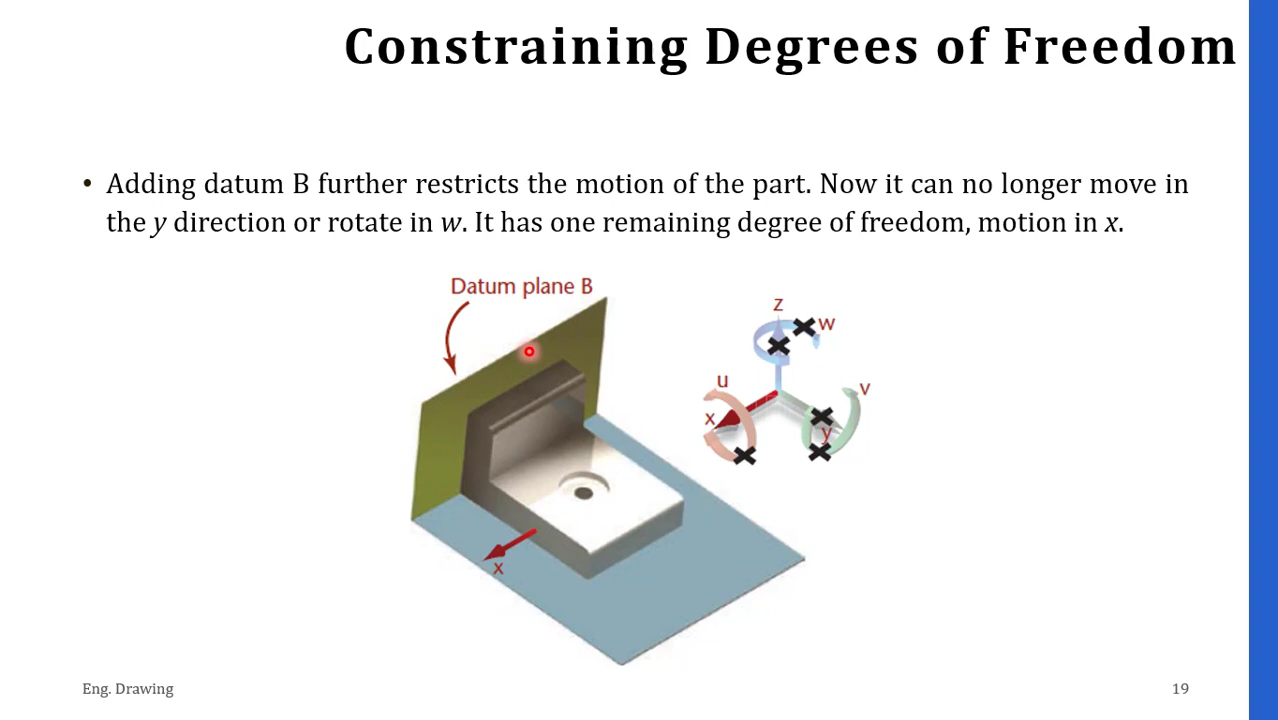 Constraining Degrees of Freedom
• Adding datum B further restricts the motion of the part. Now it can no longer move in
the y direction or rotate in w. It has one remaining degree of freedom, motion in x.
Datum plane B
z
w
u
v
x
y
x
Eng. Drawing
19